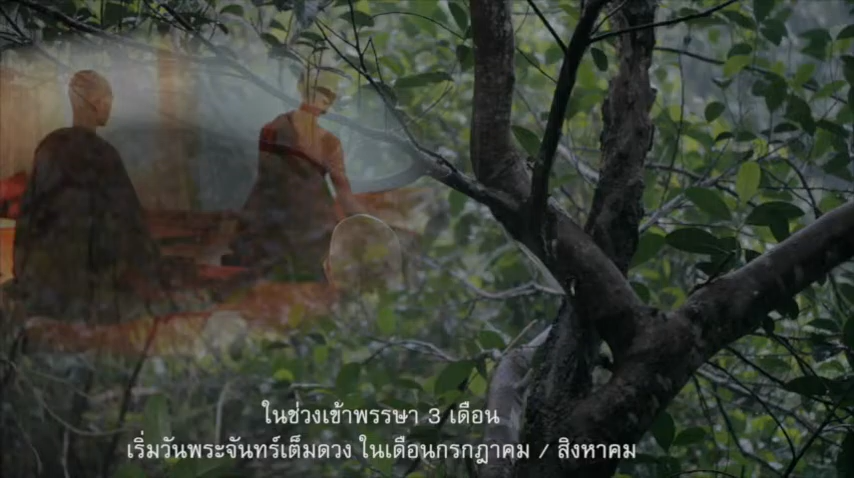 ในช่วงเข้าพรรษา 3 เดือน
เริ่มวันพระจันทร์เต็มดวง ในเดือนกรกฎาคม / สิงหาคม